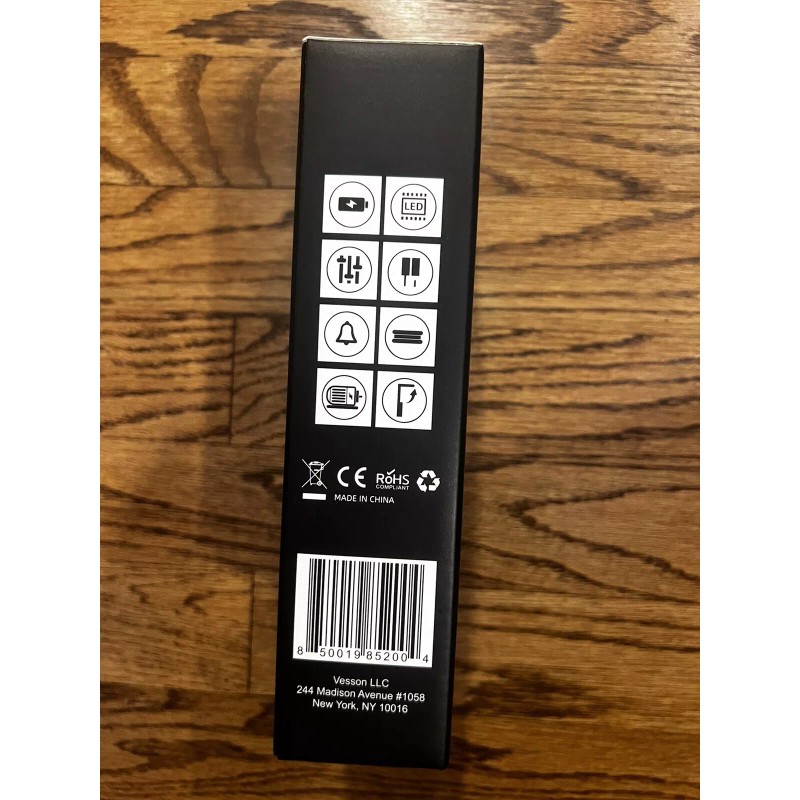 LED
CE RoHS
COMPLIANT
MADE IN CHINA
8 50019 85200 4
Vesson LLC
244 Madison Avenue #1058
New York, NY 10016